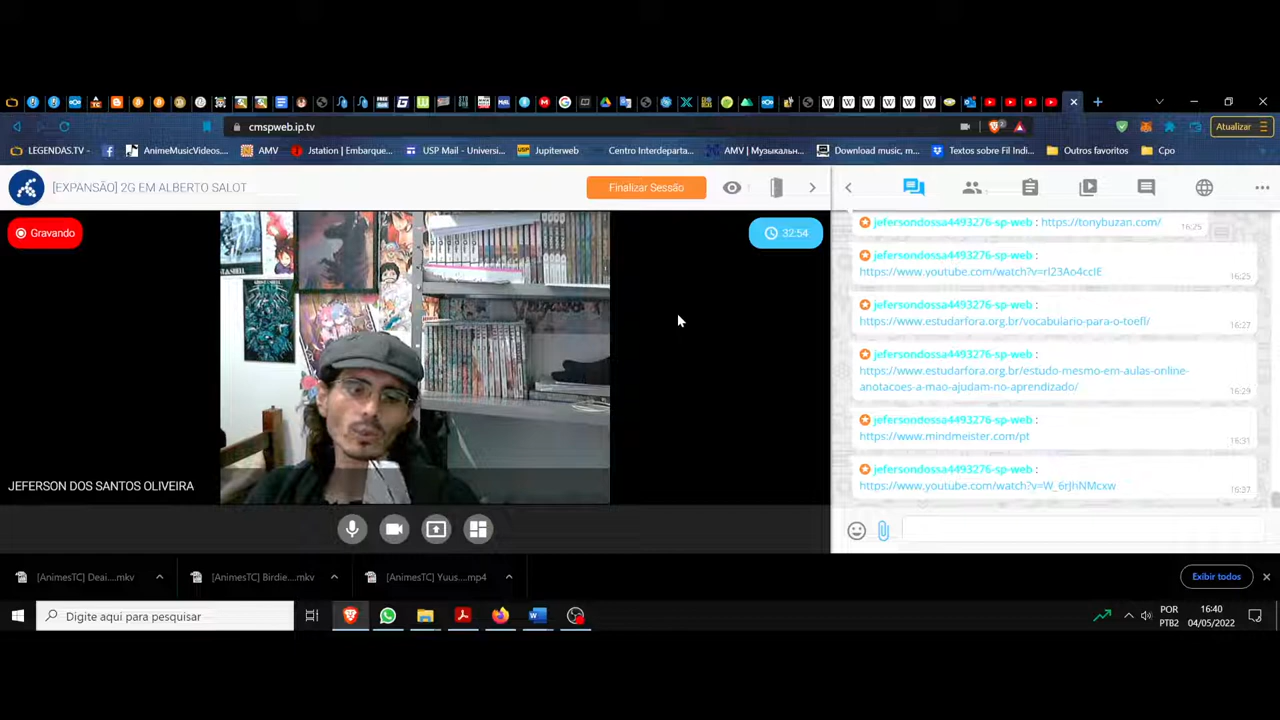 cmspweb.ip.tv
Atualizar
LEGENDAS.TV -
AnimeMusicVideos...
AMV
Jstation | Embarque...
USP Mail - Universi...
Jupiterweb
Centro Interdeparta...
AMV | Музыкальн...
Download music, m...
Textos sobre Fil Indi...
Outros favoritos
Cpo
[EXPANSÃO] 2G EM ALBERTO SALOT
Finalizar Sessão
Gravando
32:54
JEFERSON DOS SANTOS OLIVEIRA
jefersondossa4493276-sp-web : https://tonybuzan.com/
16:25
jefersondossa4493276-sp-web :
https://www.youtube.com/watch?v=rI23Ao4ccIE
16:25
jefersondossa4493276-sp-web :
https://www.estudarfora.org.br/vocabulario-para-o-toefl/
16:27
jefersondossa4493276-sp-web :
https://www.estudarfora.org.br/estudo-mesmo-em-aulas-online-
anotacoes-a-mao-ajudam-no-aprendizado/
16:29
jefersondossa4493276-sp-web :
https://www.mindmeister.com/pt
16:31
jefersondossa4493276-sp-web :
https://www.youtube.com/watch?v=W_6rJhNMcxw
16:37
[AnimesTC] Deai....mkv
[AnimesTC] Birdie....mkv
[AnimesTC] Yuus....mp4
Exibir todos
Digite aqui para pesquisar
POR
PTB2
16:40
04/05/2022